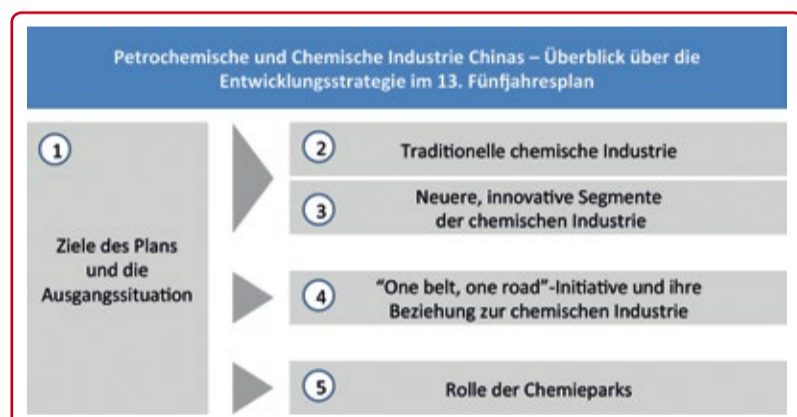 Petrochemische und Chemische Industrie Chinas – Überblick über die
Entwicklungsstrategie im 13. Fünfjahresplan
1
Ziele des Plans
und die
Ausgangssituation
2
Traditionelle chemische Industrie
3
Neuere, innovative Segmente
der chemischen Industrie
4
"One belt, one road"-Initiative und ihre
Beziehung zur chemischen Industrie
5
Rolle der Chemieparks